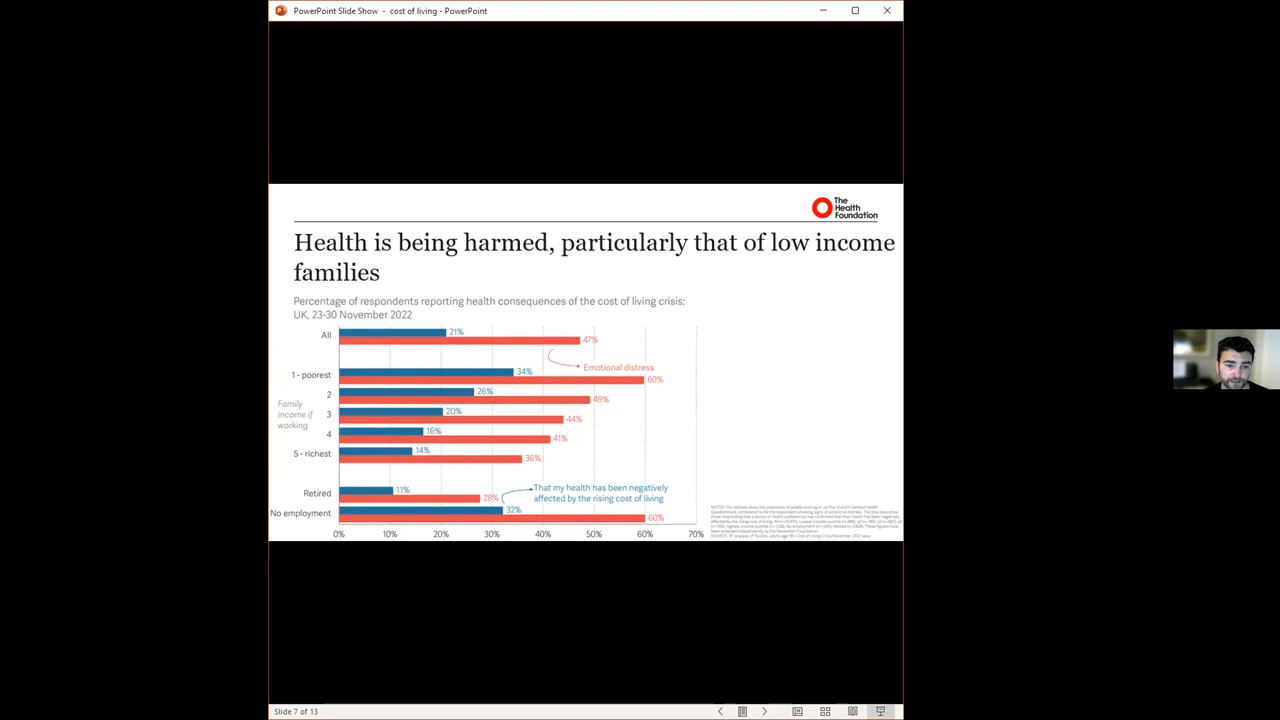 PowerPoint Slide Show - cost of living - PowerPoint
The
Health
Foundation
Health is being harmed, particularly that of low income
families
Percentage of respondents reporting health consequences of the cost of living crisis:
UK, 23-30 November 2022
All
21%
47%
Emotional distress
1 - poorest
34%
60%
2
26%
49%
Family
income if
working
3
20%
44%
4
16%
41%
5 - richest
14%
36%
Retired
11%
28%
That my health has been negatively
affected by the rising cost of living
No employment
32%
60%
0% 10% 20% 30% 40% 50% 60% 70%
Slide 7 of 13